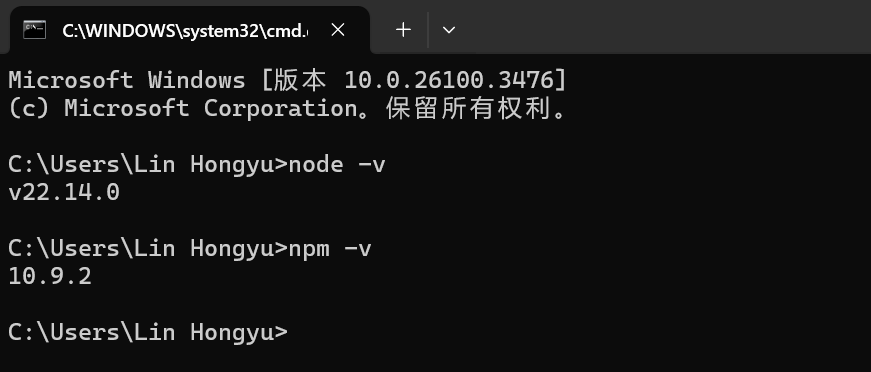 C:\WINDOWS\system32\cmd.
Microsoft Windows [版本 10.0.26100.3476]
(c) Microsoft Corporation。保留所有权利。
C:\Users\Lin Hongyu>node -v
v22.14.0
C:\Users\Lin Hongyu>npm -v
10.9.2
C:\Users\Lin Hongyu>